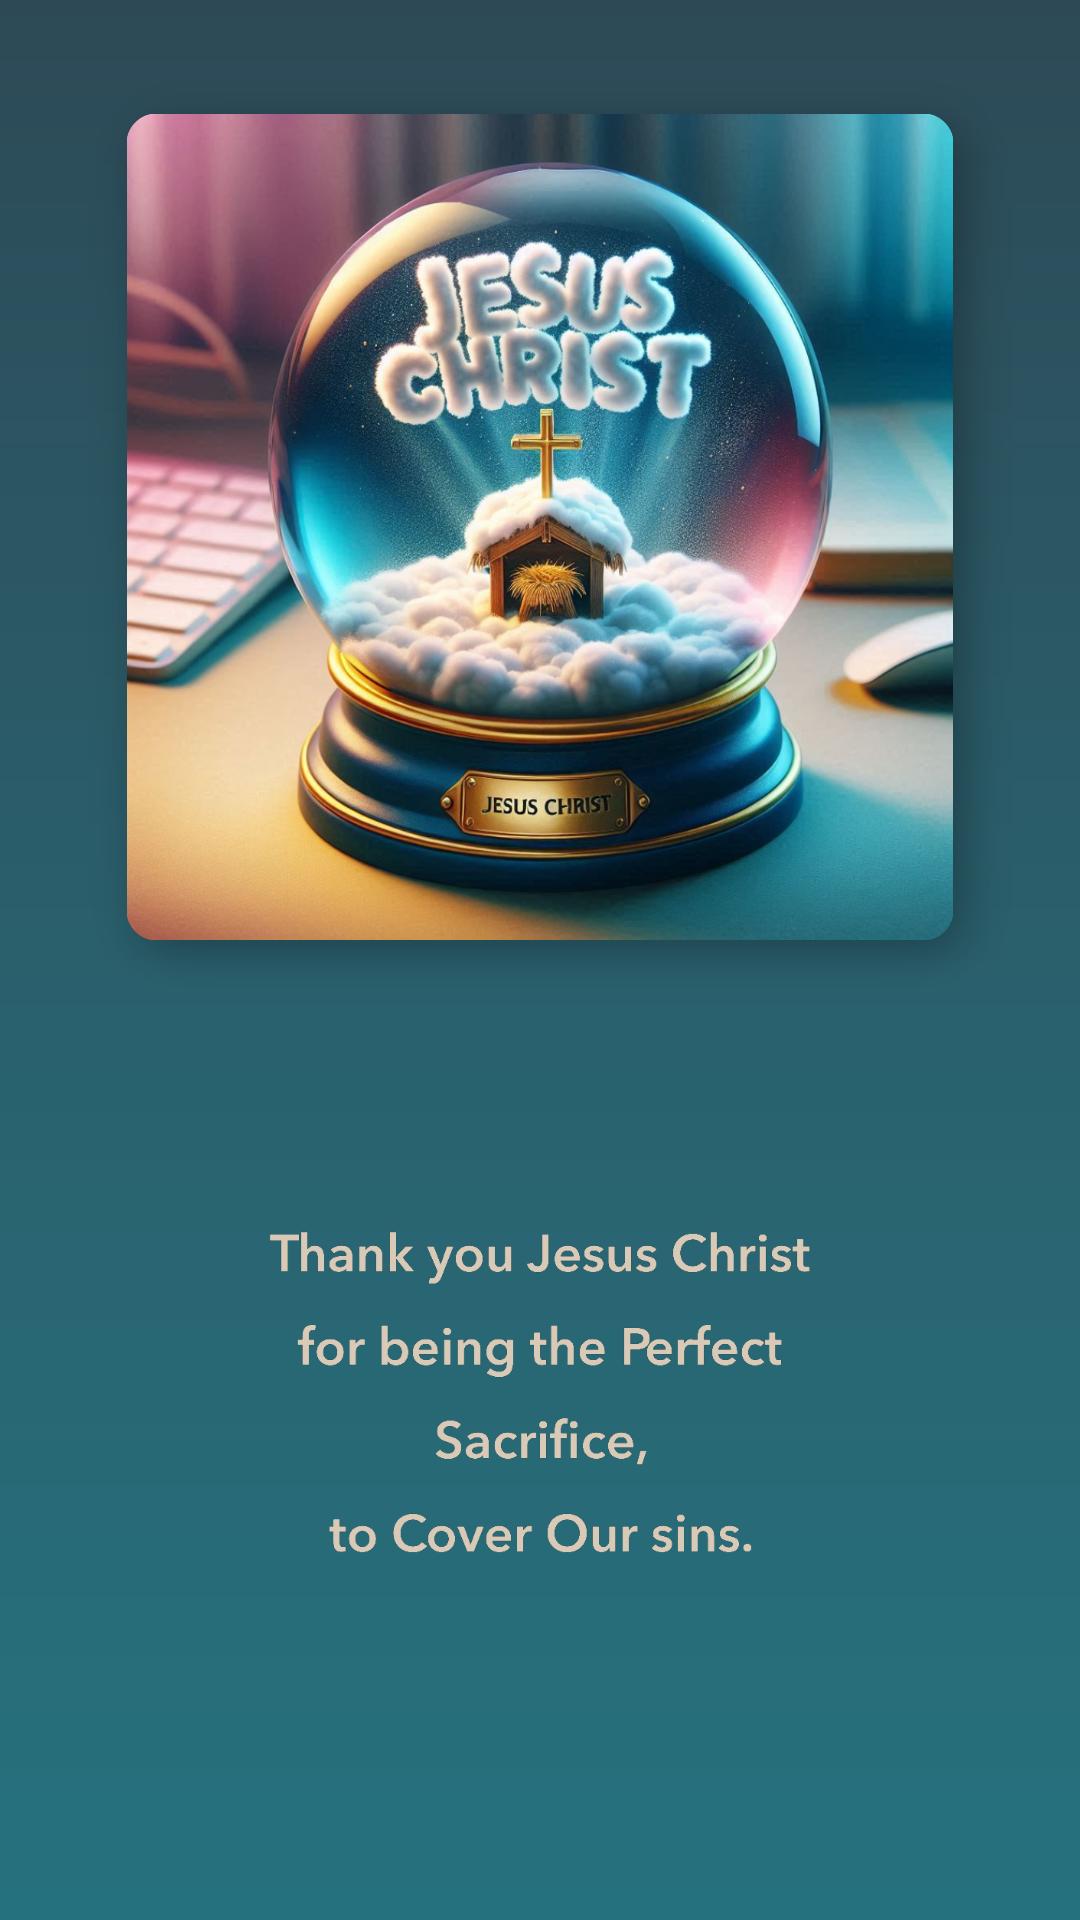 JESUS
CHRIST
JESUS CHRIST
Thank you Jesus Christ
for being the Perfect
Sacrifice,
to Cover Our sins.